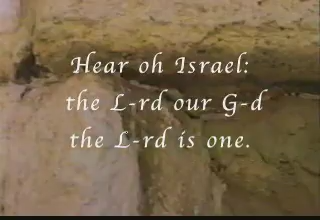 Hear oh Israel:
the L-rd our G-d
the L-rd is one.